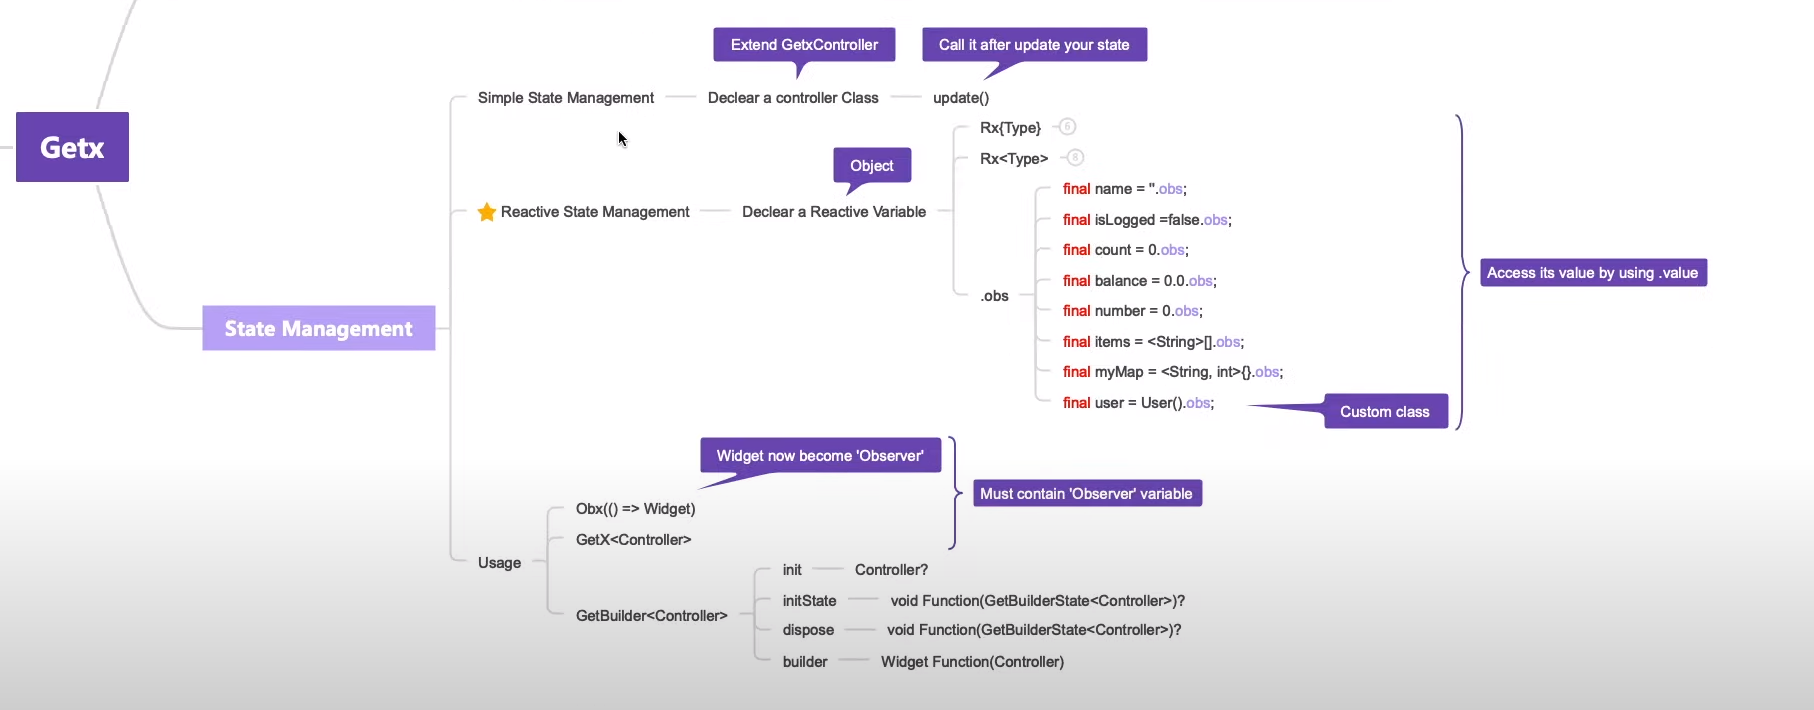 Extend GetxController
Call it after update your state
Simple State Management
Declear a controller Class
update()
Getx
Rx{Type}
6
Rx<Type>
8
Object
final name = ''.obs;
Reactive State Management
Declear a Reactive Variable
final isLogged =false.obs;
final count = 0.obs;
Access its value by using .value
final balance = 0.0.obs;
.obs
final number = 0.obs;
State Management
final items = <String>[].obs;
final myMap = <String, int>{}.obs;
final user = User().obs;
Custom class
Widget now become 'Observer'
Must contain 'Observer' variable
Obx(() => Widget)
GetX<Controller>
Usage
init
Controller?
initState
void Function(GetBuilderState<Controller>)?
GetBuilder<Controller>
dispose
void Function(GetBuilderState<Controller>)?
builder
Widget Function(Controller)